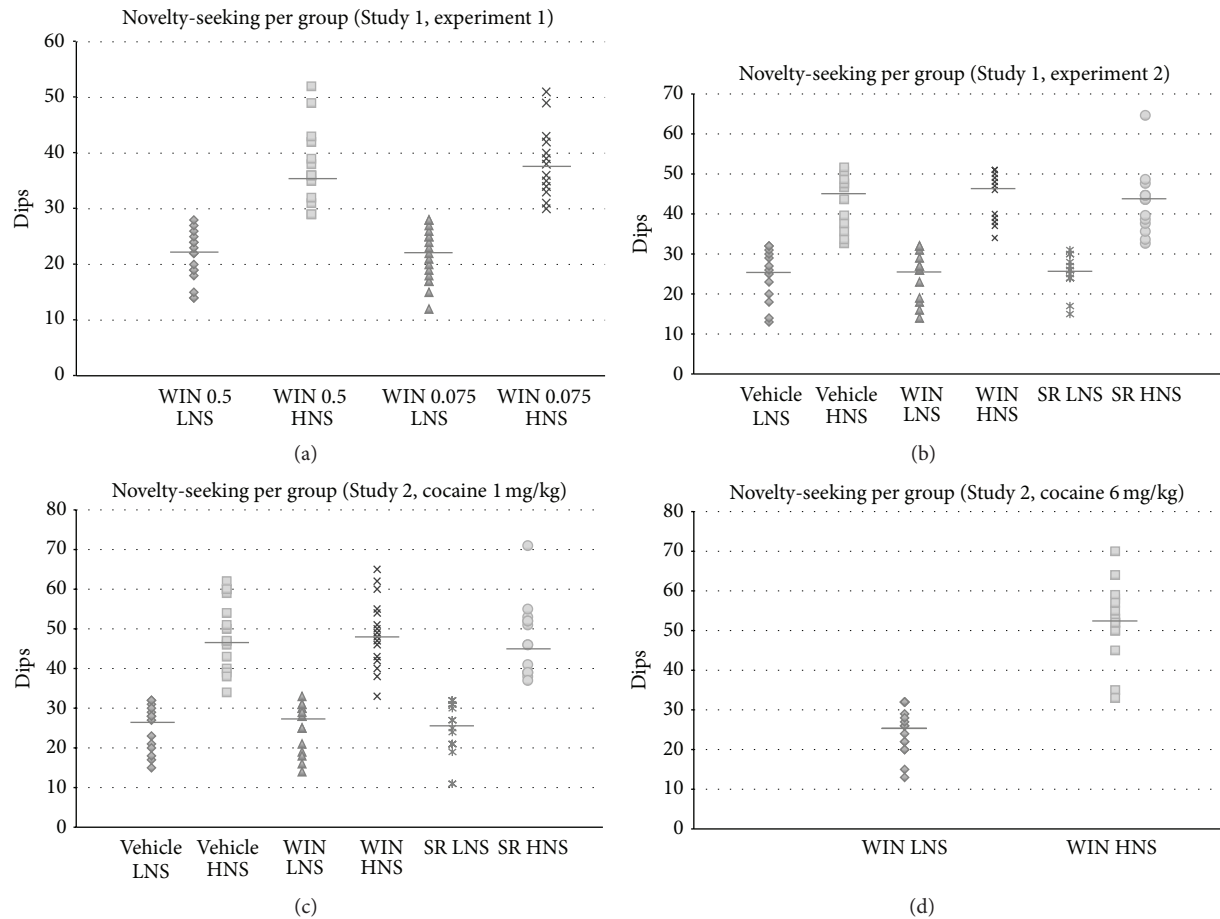 Novelty-seeking per group (Study 1, experiment 1)
60
50
40
30
20
10
0
Dips
WIN 0.5 LNS
WIN 0.5 HNS
WIN 0.075 LNS
WIN 0.075 HNS
(a)
Novelty-seeking per group (Study 1, experiment 2)
70
60
50
40
30
20
10
0
Dips
Vehicle LNS
Vehicle HNS
WIN LNS
WIN HNS
SR LNS
SR HNS
(b)
Novelty-seeking per group (Study 2, cocaine 1 mg/kg)
80
70
60
50
40
30
20
10
0
Dips
Vehicle LNS
Vehicle HNS
WIN LNS
WIN HNS
SR LNS
SR HNS
(c)
Novelty-seeking per group (Study 2, cocaine 6 mg/kg)
80
70
60
50
40
30
20
10
0
Dips
WIN LNS
WIN HNS
(d)